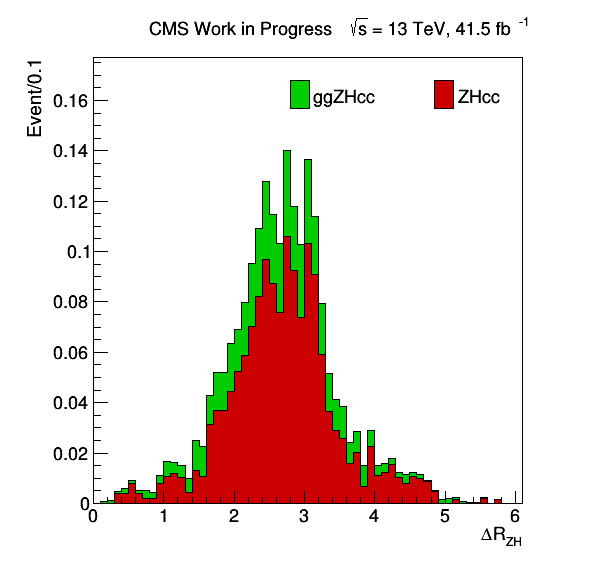 CMS Work in Progress √s = 13 TeV, 41.5 fb⁻¹
Event/0.1
ggZHcc ZHcc
0.16
0.14
0.12
0.1
0.08
0.06
0.04
0.02
0
0 1 2 3 4 5 6
ΔR_ZH